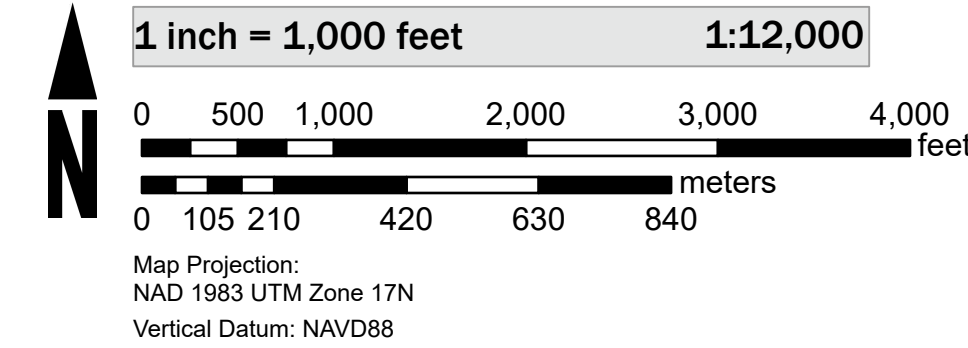 1 inch = 1,000 feet 1:12,000
0 500 1,000 2,000 3,000 4,000
feet
meters
0 105 210 420 630 840
N
Map Projection:
NAD 1983 UTM Zone 17N
Vertical Datum: NAVD88